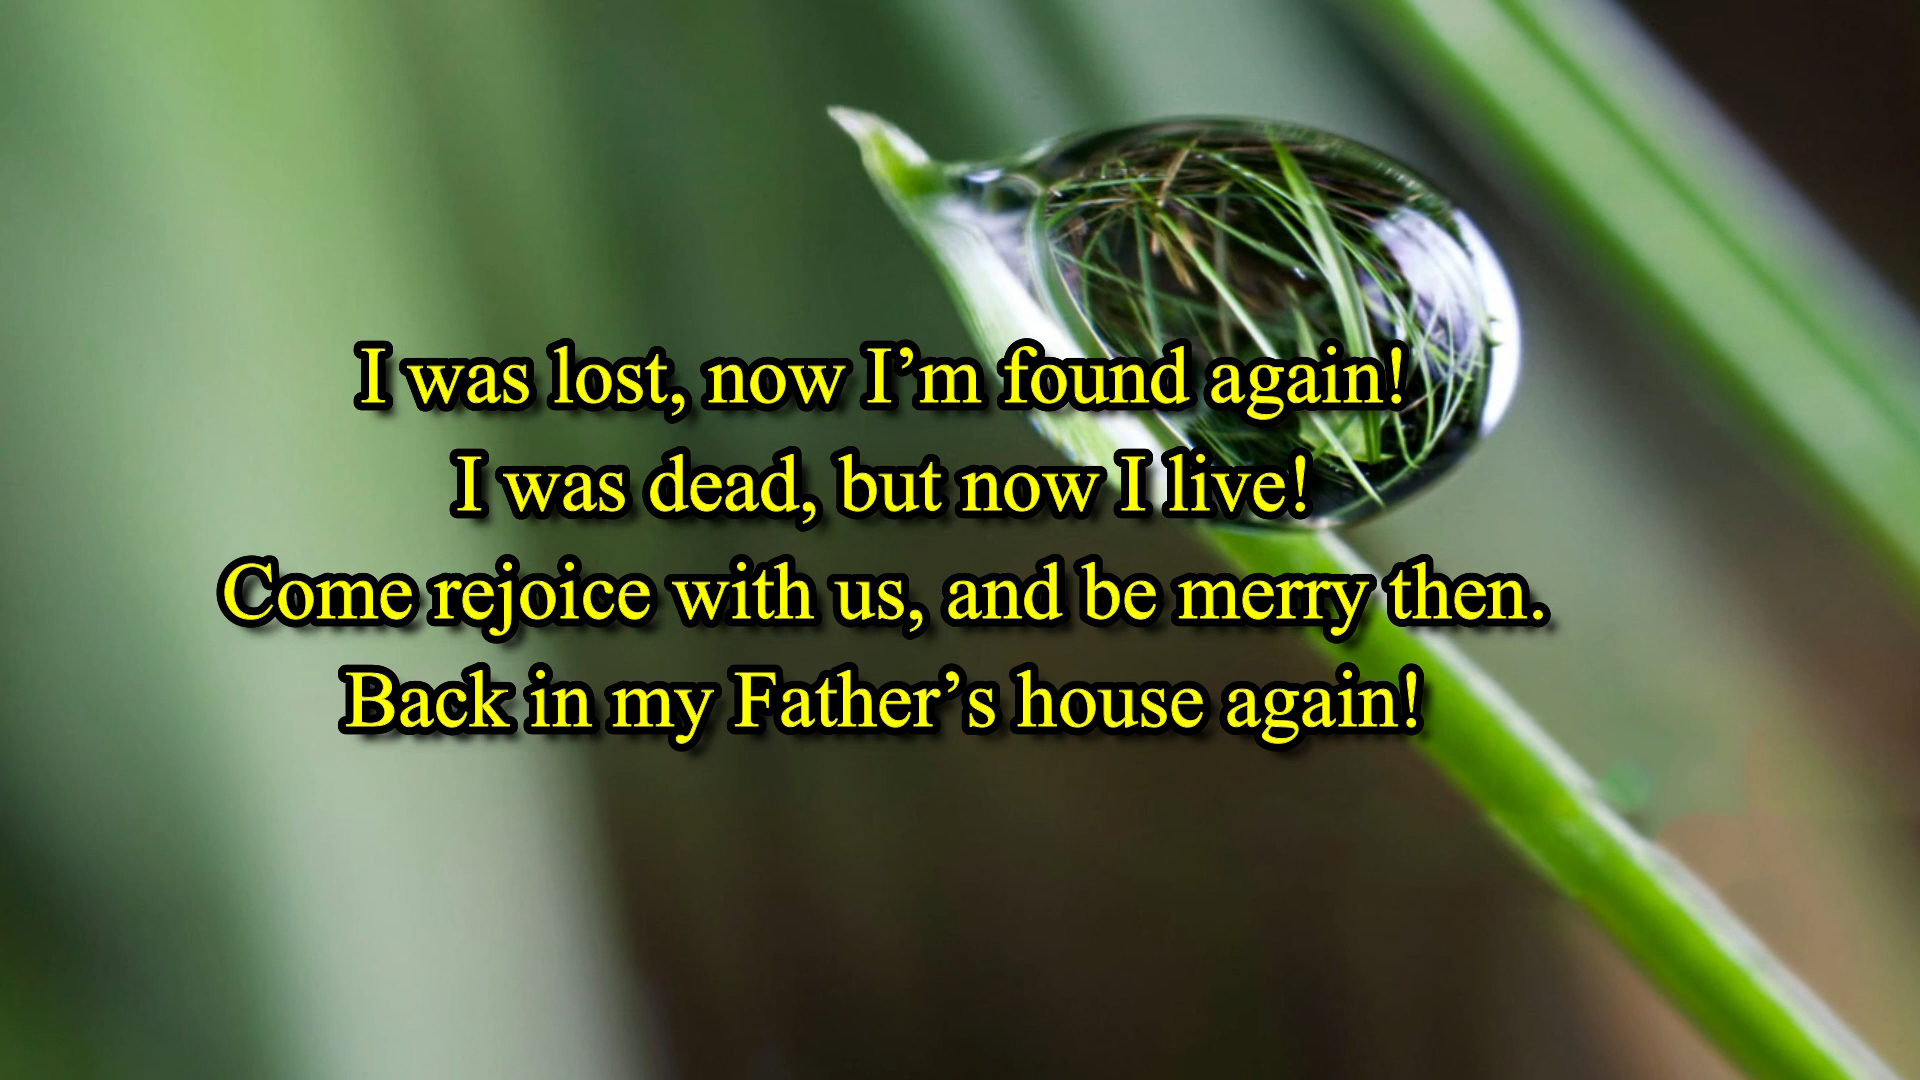 I was lost, now I’m found again!
I was dead, but now I live!
Come rejoice with us, and be merry then.
Back in my Father’s house again!